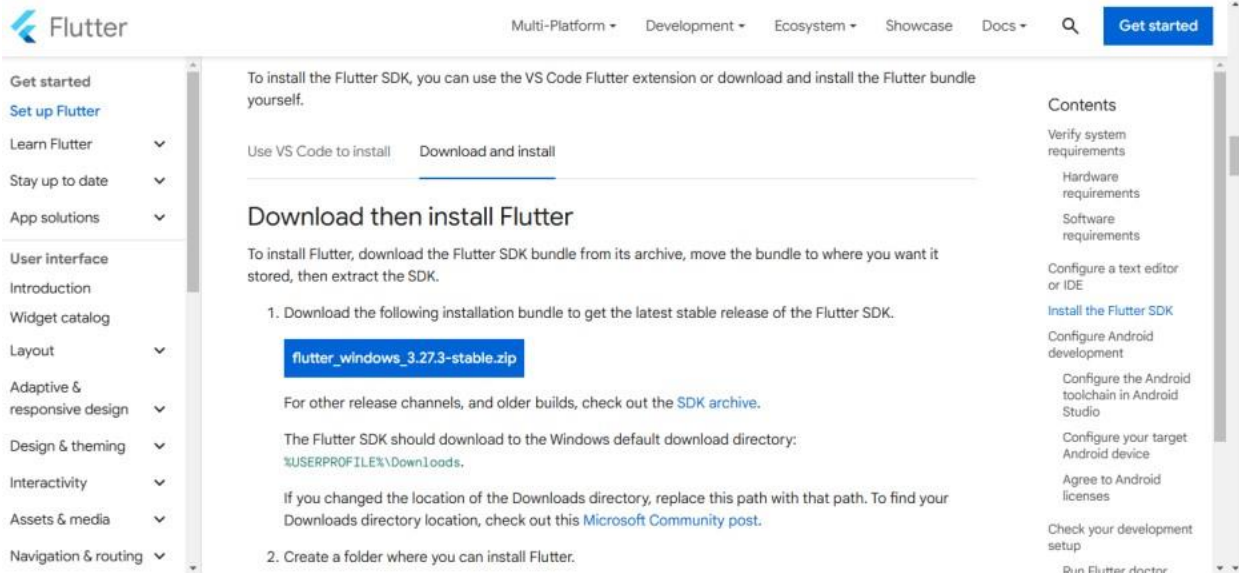 Flutter
Multi-Platform
Development
Ecosystem
Showcase
Docs
Get started
Get started
Set up Flutter
Learn Flutter
Stay up to date
App solutions
User interface
Introduction
Widget catalog
Layout
Adaptive &
responsive design
Design & theming
Interactivity
Assets & media
Navigation & routing
To install the Flutter SDK, you can use the VS Code Flutter extension or download and install the Flutter bundle
yourself.
Use VS Code to install
Download and install
Download then install Flutter
To install Flutter, download the Flutter SDK bundle from its archive, move the bundle to where you want it
stored, then extract the SDK.
1. Download the following installation bundle to get the latest stable release of the Flutter SDK.
flutter_windows_3.27.3-stable.zip
For other release channels, and older builds, check out the SDK archive.
The Flutter SDK should download to the Windows default download directory:
%USERPROFILE%\Downloads.
If you changed the location of the Downloads directory, replace this path with that path. To find your
Downloads directory location, check out this Microsoft Community post.
2. Create a folder where you can install Flutter.
Contents
Verify system
requirements
Hardware
requirements
Software
requirements
Configure a text editor
or IDE
Install the Flutter SDK
Configure Android
development
Configure the Android
toolchain in Android
Studio
Configure your target
Android device
Agree to Android
licenses
Check your development
setup
Run Flutter doctor